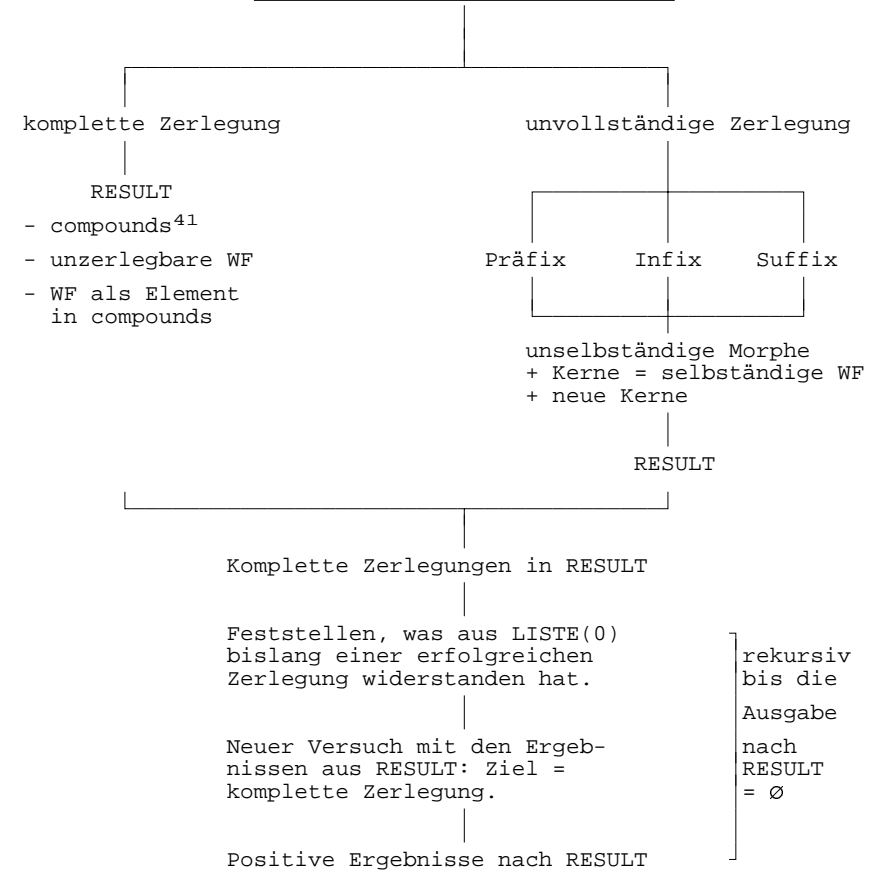 komplette Zerlegung
unvollständige Zerlegung
RESULT
- compounds41
- unzerlegbare WF
- WF als Element
in compounds
Präfix Infix Suffix
unselbständige Morphe
+ Kerne = selbständige WF
+ neue Kerne
RESULT
Komplette Zerlegungen in RESULT
Feststellen, was aus LISTE(0)
bislang einer erfolgreichen
Zerlegung widerstanden hat.
Neuer Versuch mit den Ergeb-
nissen aus RESULT: Ziel =
komplette Zerlegung.
Positive Ergebnisse nach RESULT
rekursiv
bis die
Ausgabe
nach
RESULT
= Ø